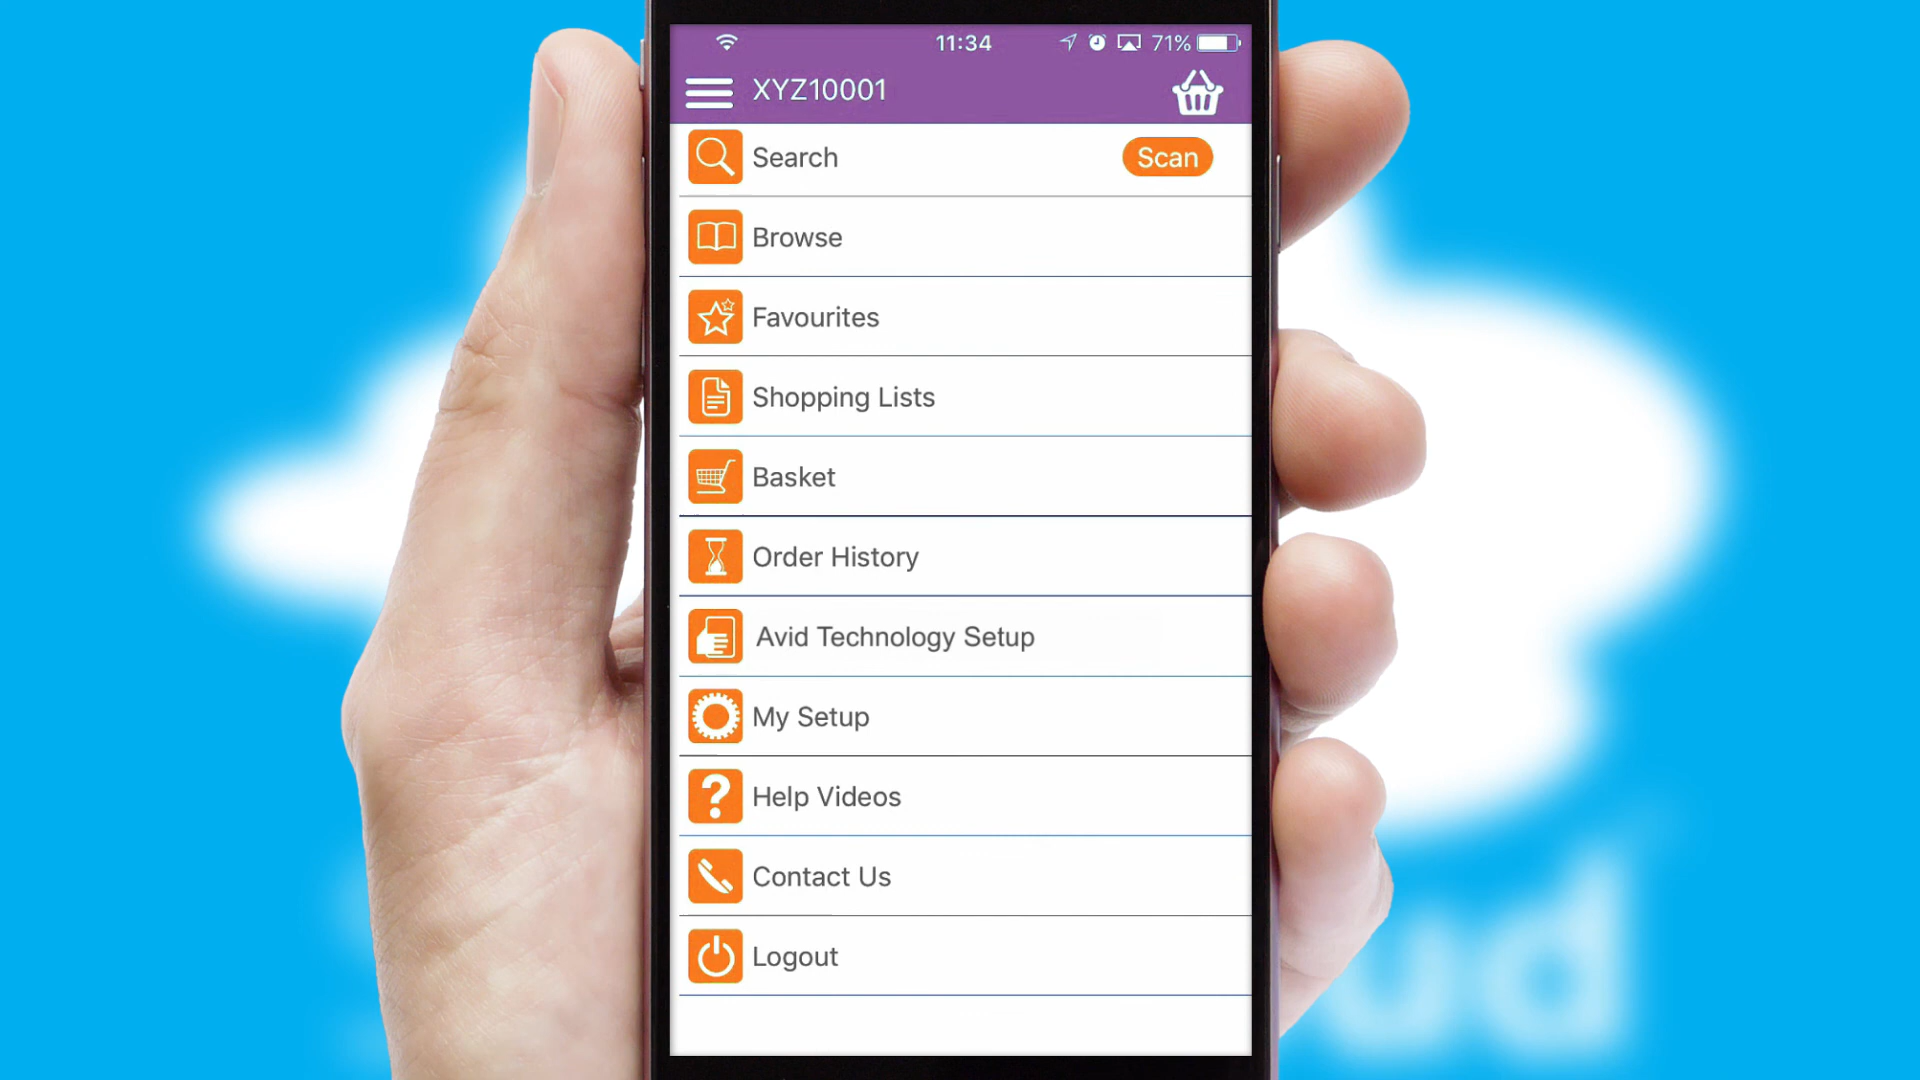 11:34 71%
XYZ10001
Search Scan
Browse
Favourites
Shopping Lists
Basket
Order History
Avid Technology Setup
My Setup
Help Videos
Contact Us
Logout